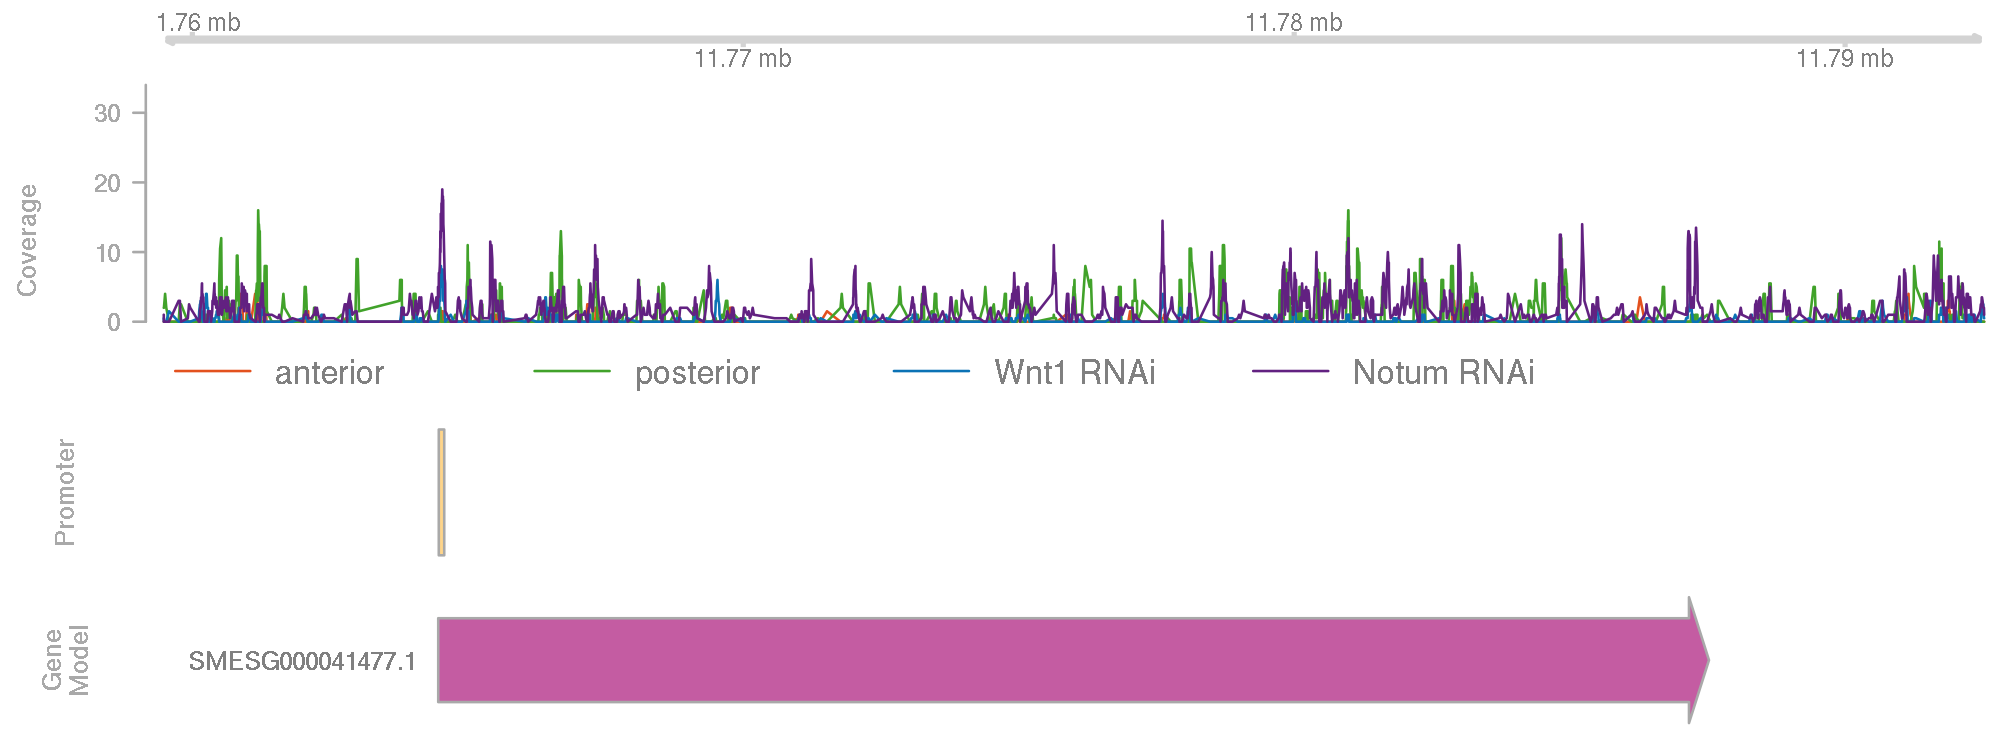 1.76 mb
11.78 mb
11.77 mb
11.79 mb
Coverage
30
20
10
0
anterior posterior Wnt1 RNAi Notum RNAi
Promoter
Gene
Model
SMESG000041477.1